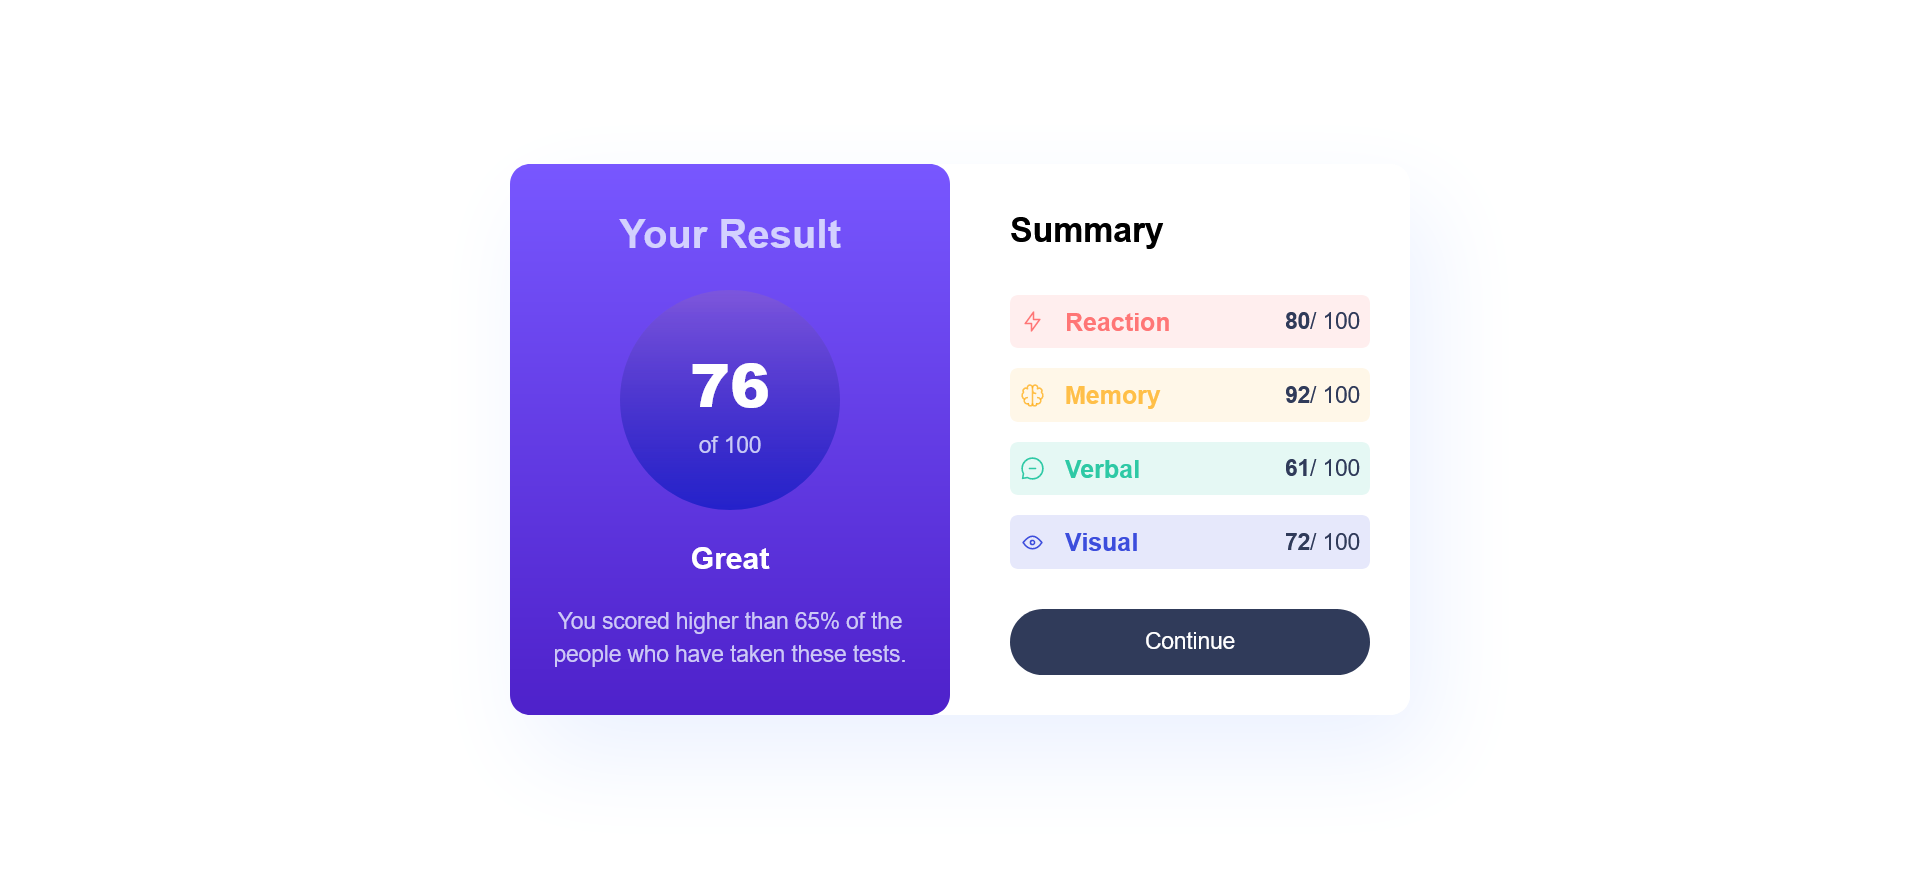 Your Result
76
of 100
Great
You scored higher than 65% of the
people who have taken these tests.
Summary
Reaction 80/ 100
Memory 92/ 100
Verbal 61/ 100
Visual 72/ 100
Continue